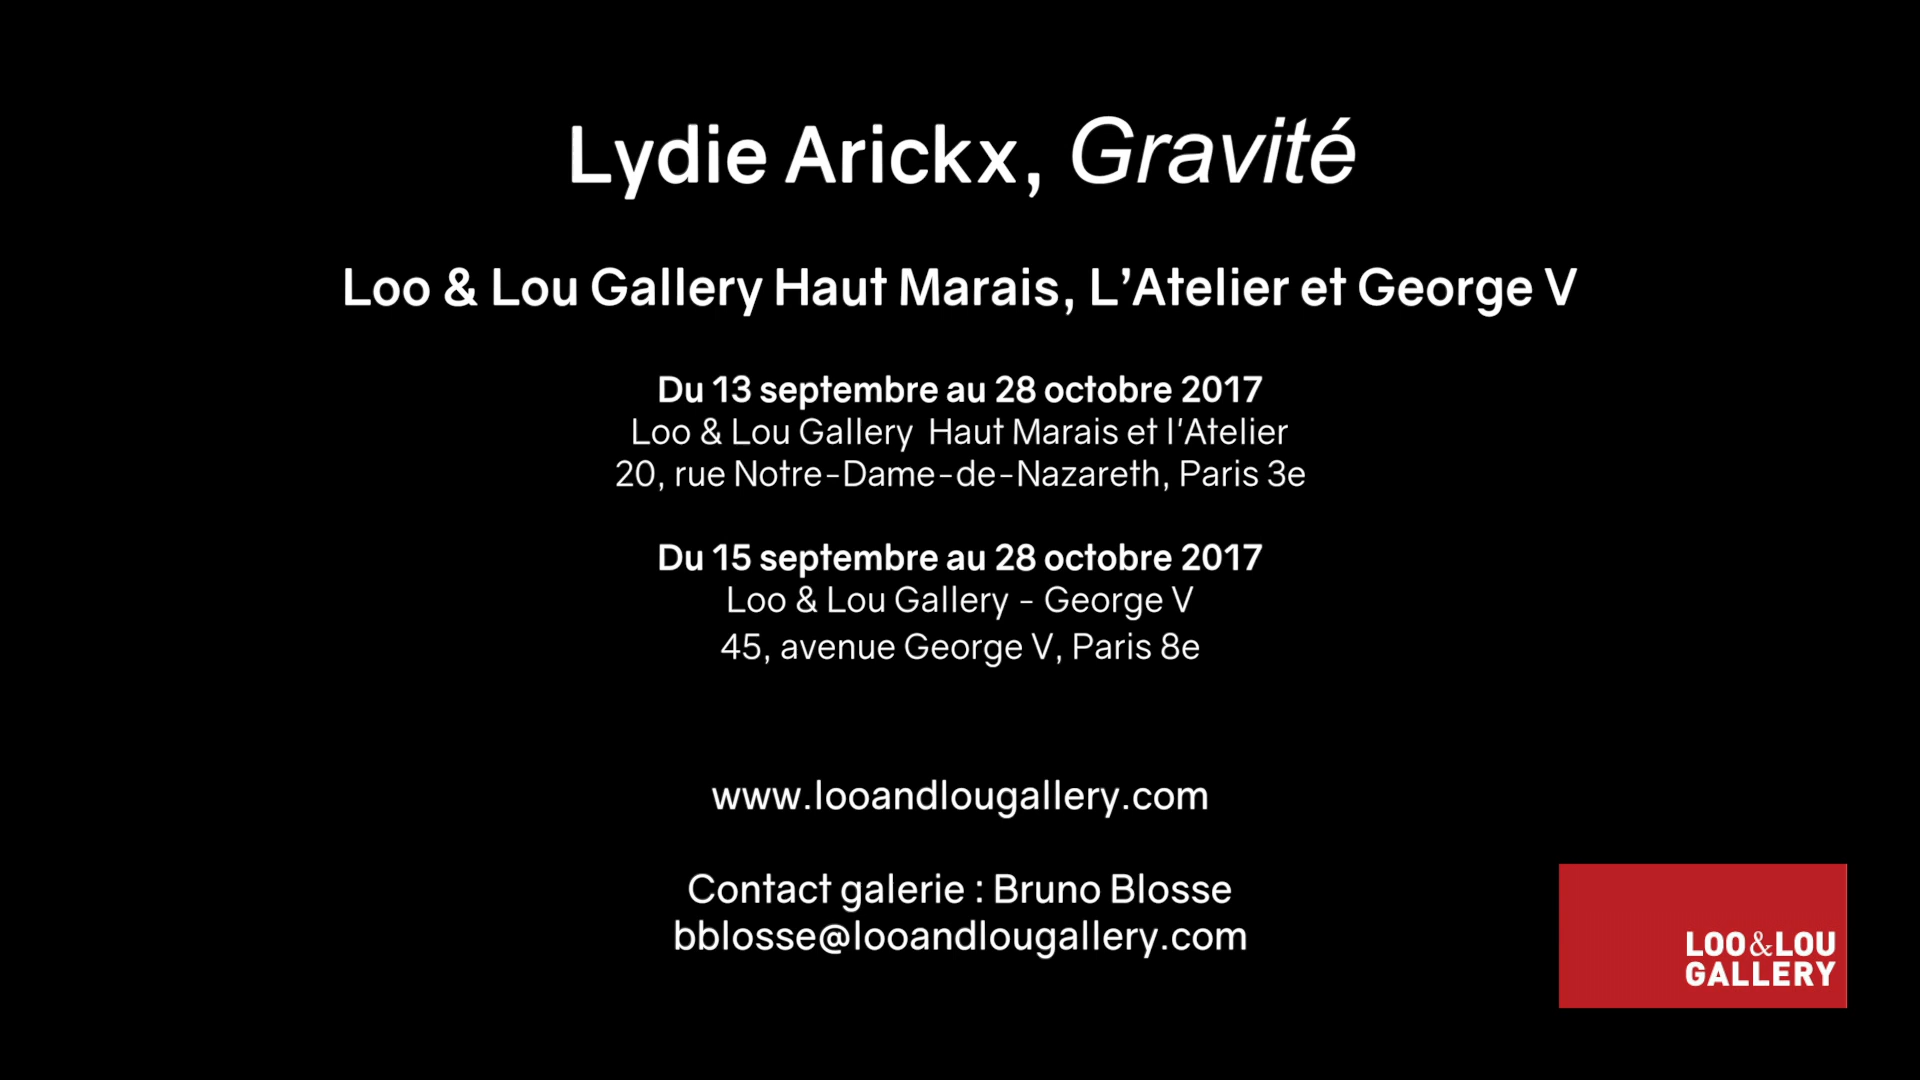 Lydie Arickx, Gravité
Loo & Lou Gallery Haut Marais, L’Atelier et George V
Du 13 septembre au 28 octobre 2017
Loo & Lou Gallery  Haut Marais et l'Atelier
20, rue Notre-Dame-de-Nazareth, Paris 3e
Du 15 septembre au 28 octobre 2017
Loo & Lou Gallery - George V
45, avenue George V, Paris 8e
www.looandlougallery.com
Contact galerie : Bruno Blosse
bblosse@looandlougallery.com
LOO&LOU
GALLERY